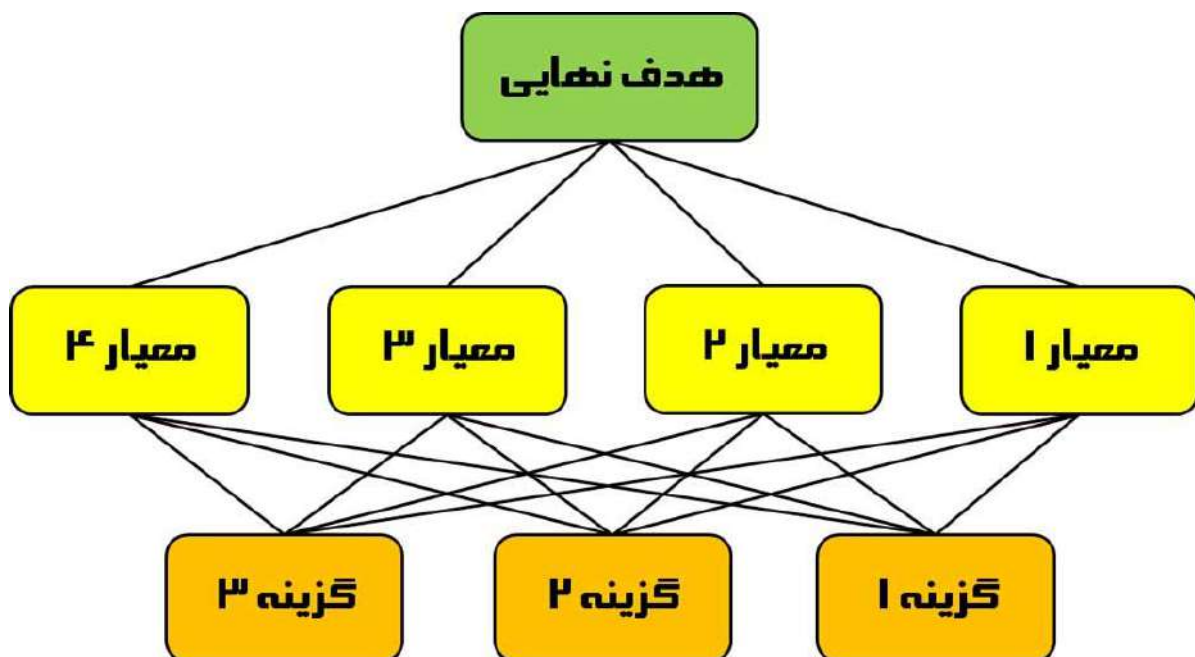 هدف نهایی
معیار ۱
معیار ۲
معیار ۳
معیار ۴
گزینه ۱
گزینه ۲
گزینه ۳